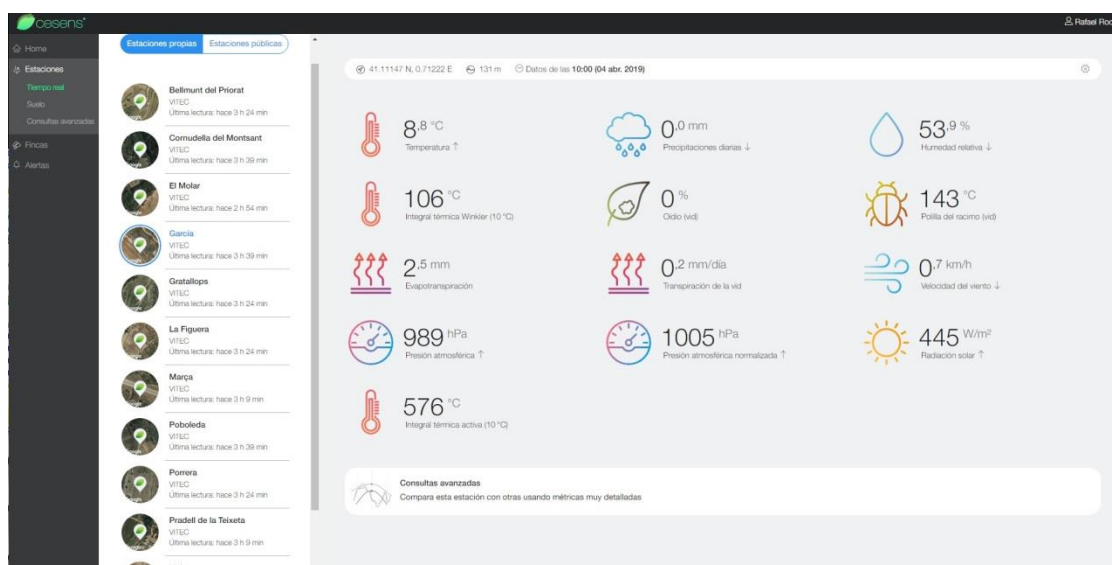 cesens
Rafael Roc
Home
Estaciones
Tiempo real
Suelo
Consultas avanzadas
Fincas
Alertas
Estaciones propias
Estaciones públicas
Bellmunt del Priorat
VITEC
Última lectura: hace 3 h 24 min
Cornudella del Montsant
VITEC
Última lectura: hace 3 h 39 min
El Molar
VITEC
Última lectura: hace 2 h 54 min
García
VITEC
Última lectura: hace 3 h 39 min
Gratallops
VITEC
Última lectura: hace 3 h 24 min
La Figuera
VITEC
Última lectura: hace 3 h 24 min
Marça
VITEC
Última lectura: hace 3 h 9 min
Poboleda
VITEC
Última lectura: hace 3 h 39 min
Porrera
VITEC
Última lectura: hace 3 h 24 min
Pradell de la Teixeta
VITEC
Última lectura: hace 3 h 9 min
41.11147 N, 0.71222 E 131 m Datos de las 10:00 (04 abr. 2019)
8,8 °C
Temperatura ↑
0,0 mm
Precipitaciones diarias ↓
53,9 %
Humedad relativa ↓
106 °C
Integral térmica Winkler (10 °C)
0 %
Oidio (vid)
143 °C
Polilla del racimo (vid)
2,5 mm
Evapotranspiración
0,2 mm/día
Transpiración de la vid
0,7 km/h
Velocidad del viento ↓
989 hPa
Presión atmosférica ↑
1005 hPa
Presión atmosférica normalizada ↑
445 W/m²
Radiación solar ↑
576 °C
Integral térmica activa (10 °C)
Consultas avanzadas
Compara esta estación con otras usando métricas muy detalladas